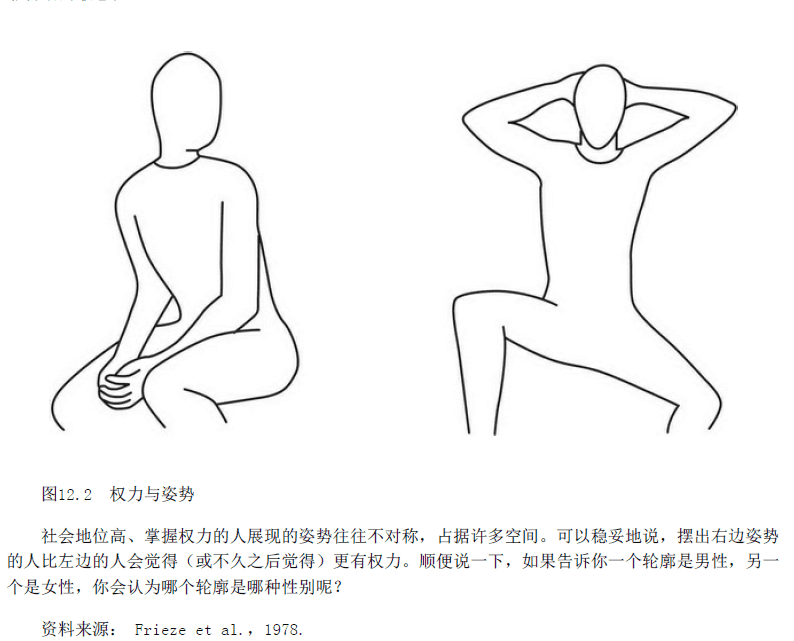 图12.2 权力与姿势
社会地位高、掌握权力的人展现的姿势往往不对称，占据许多空间。可以稳妥地说，摆出右边姿势
的人比左边的人会觉得（或不久之后觉得）更有权力。顺便说一下，如果告诉你一个轮廓是男性，另一
个是女性，你会认为哪个轮廓是哪种性别呢？
资料来源： Frieze et al.，1978.